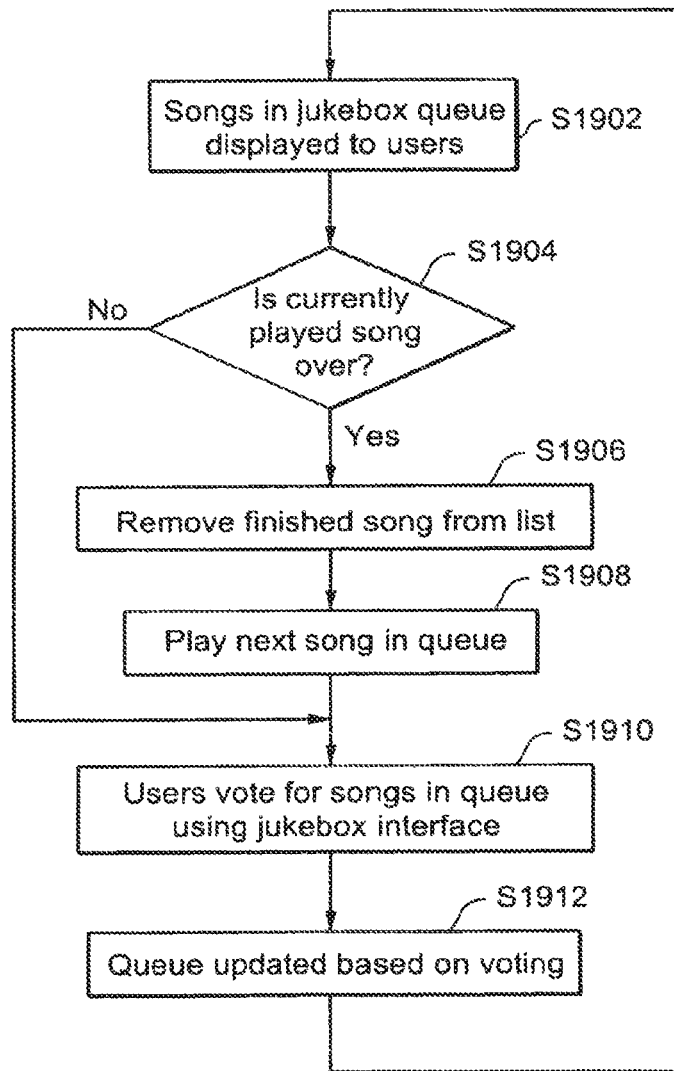 Songs in jukebox queue
displayed to users
S1902
S1904
No
Is currently
played song
over?
Yes
S1906
Remove finished song from list
S1908
Play next song in queue
S1910
Users vote for songs in queue
using jukebox interface
S1912
Queue updated based on voting